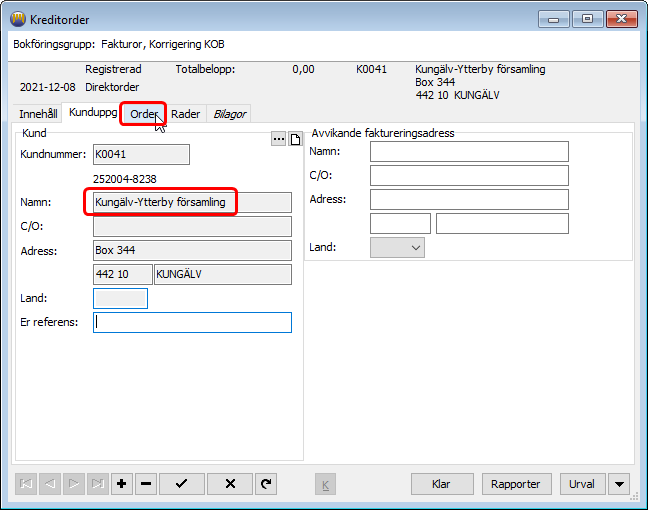 Kreditorder
Bokföringsgrupp: Fakturor, Korrigering KOB
Registrerad Totalbelopp: 0,00 K0041 Kungälv-Ytterby församling
Box 344
2021-12-08 Direktorder
442 10 KUNGÄLV
Innehåll Kunduppg Order Rader Bilagor
Kund
Kundnummer: K0041
252004-8238
Namn: Kungälv-Ytterby församling
C/O:
Adress: Box 344
442 10 KUNGÄLV
Land:
Er referens:
Avvikande faktureringsadress
Namn:
C/O:
Adress:
Land:
K Klar Rapporter Urval